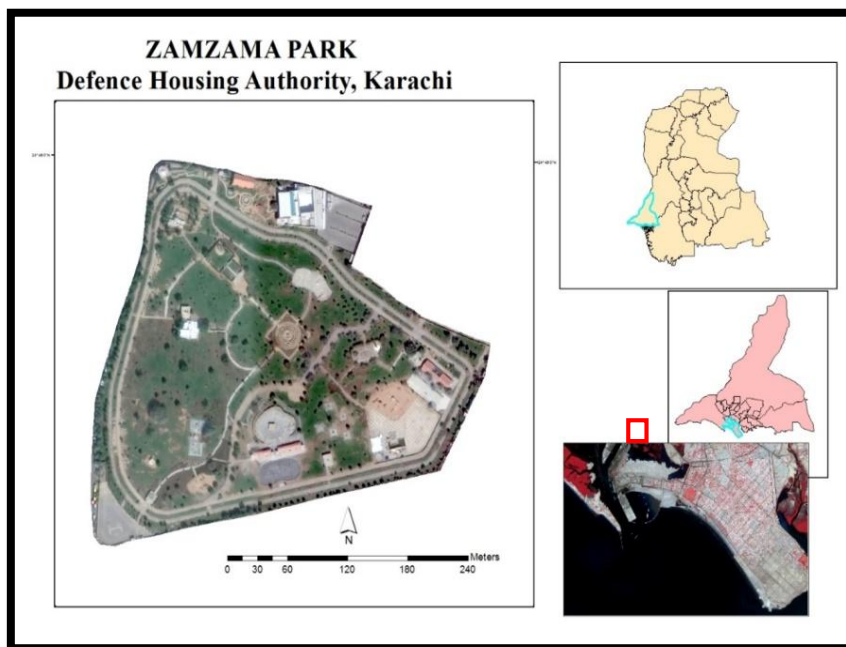 ZAMZAMA PARK
Defence Housing Authority, Karachi
N
Meters
0 30 60 120 180 240